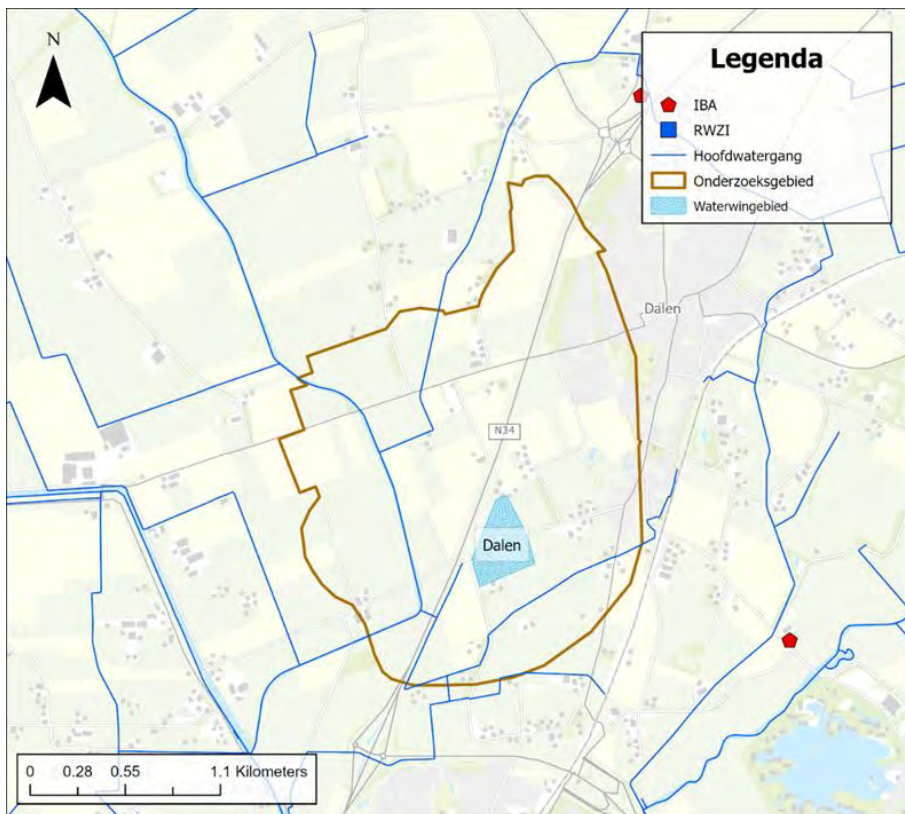 N
Legenda
IBA
RWZI
Hoofdwatergang
Onderzoeksgebied
Waterwingebied
Dalen
N34
Dalen
0 0.28 0.55 1.1 Kilometers